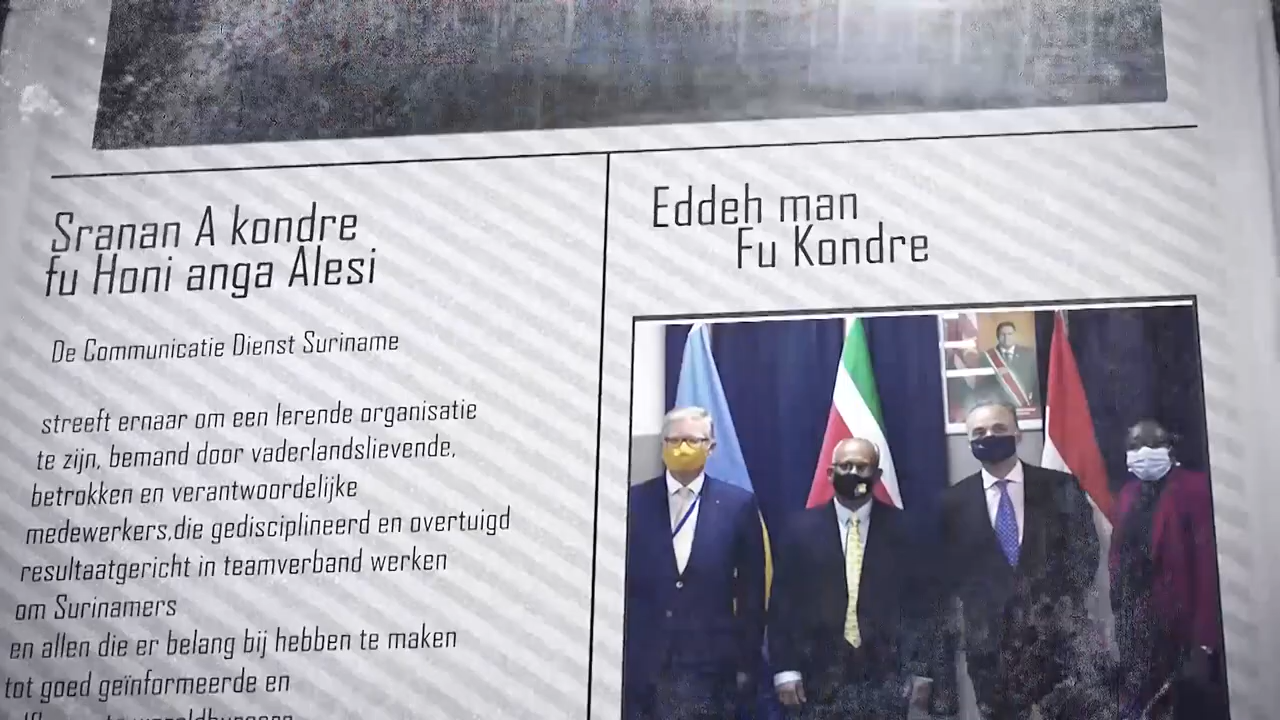 Sranan A kondre
fu Honi anga Alesi
De Communicatie Dienst Suriname
streeft ernaar om een lerende organisatie
te zijn, bemand door vaderlandslievende,
betrokken en verantwoordelijke
medewerkers,die gedisciplineerd en overtuigd
resultaatgericht in teamverband werken
om Surinamers
en allen die er belang bij hebben te maken
tot goed geïnformeerde en
Eddeh man
Fu Kondre